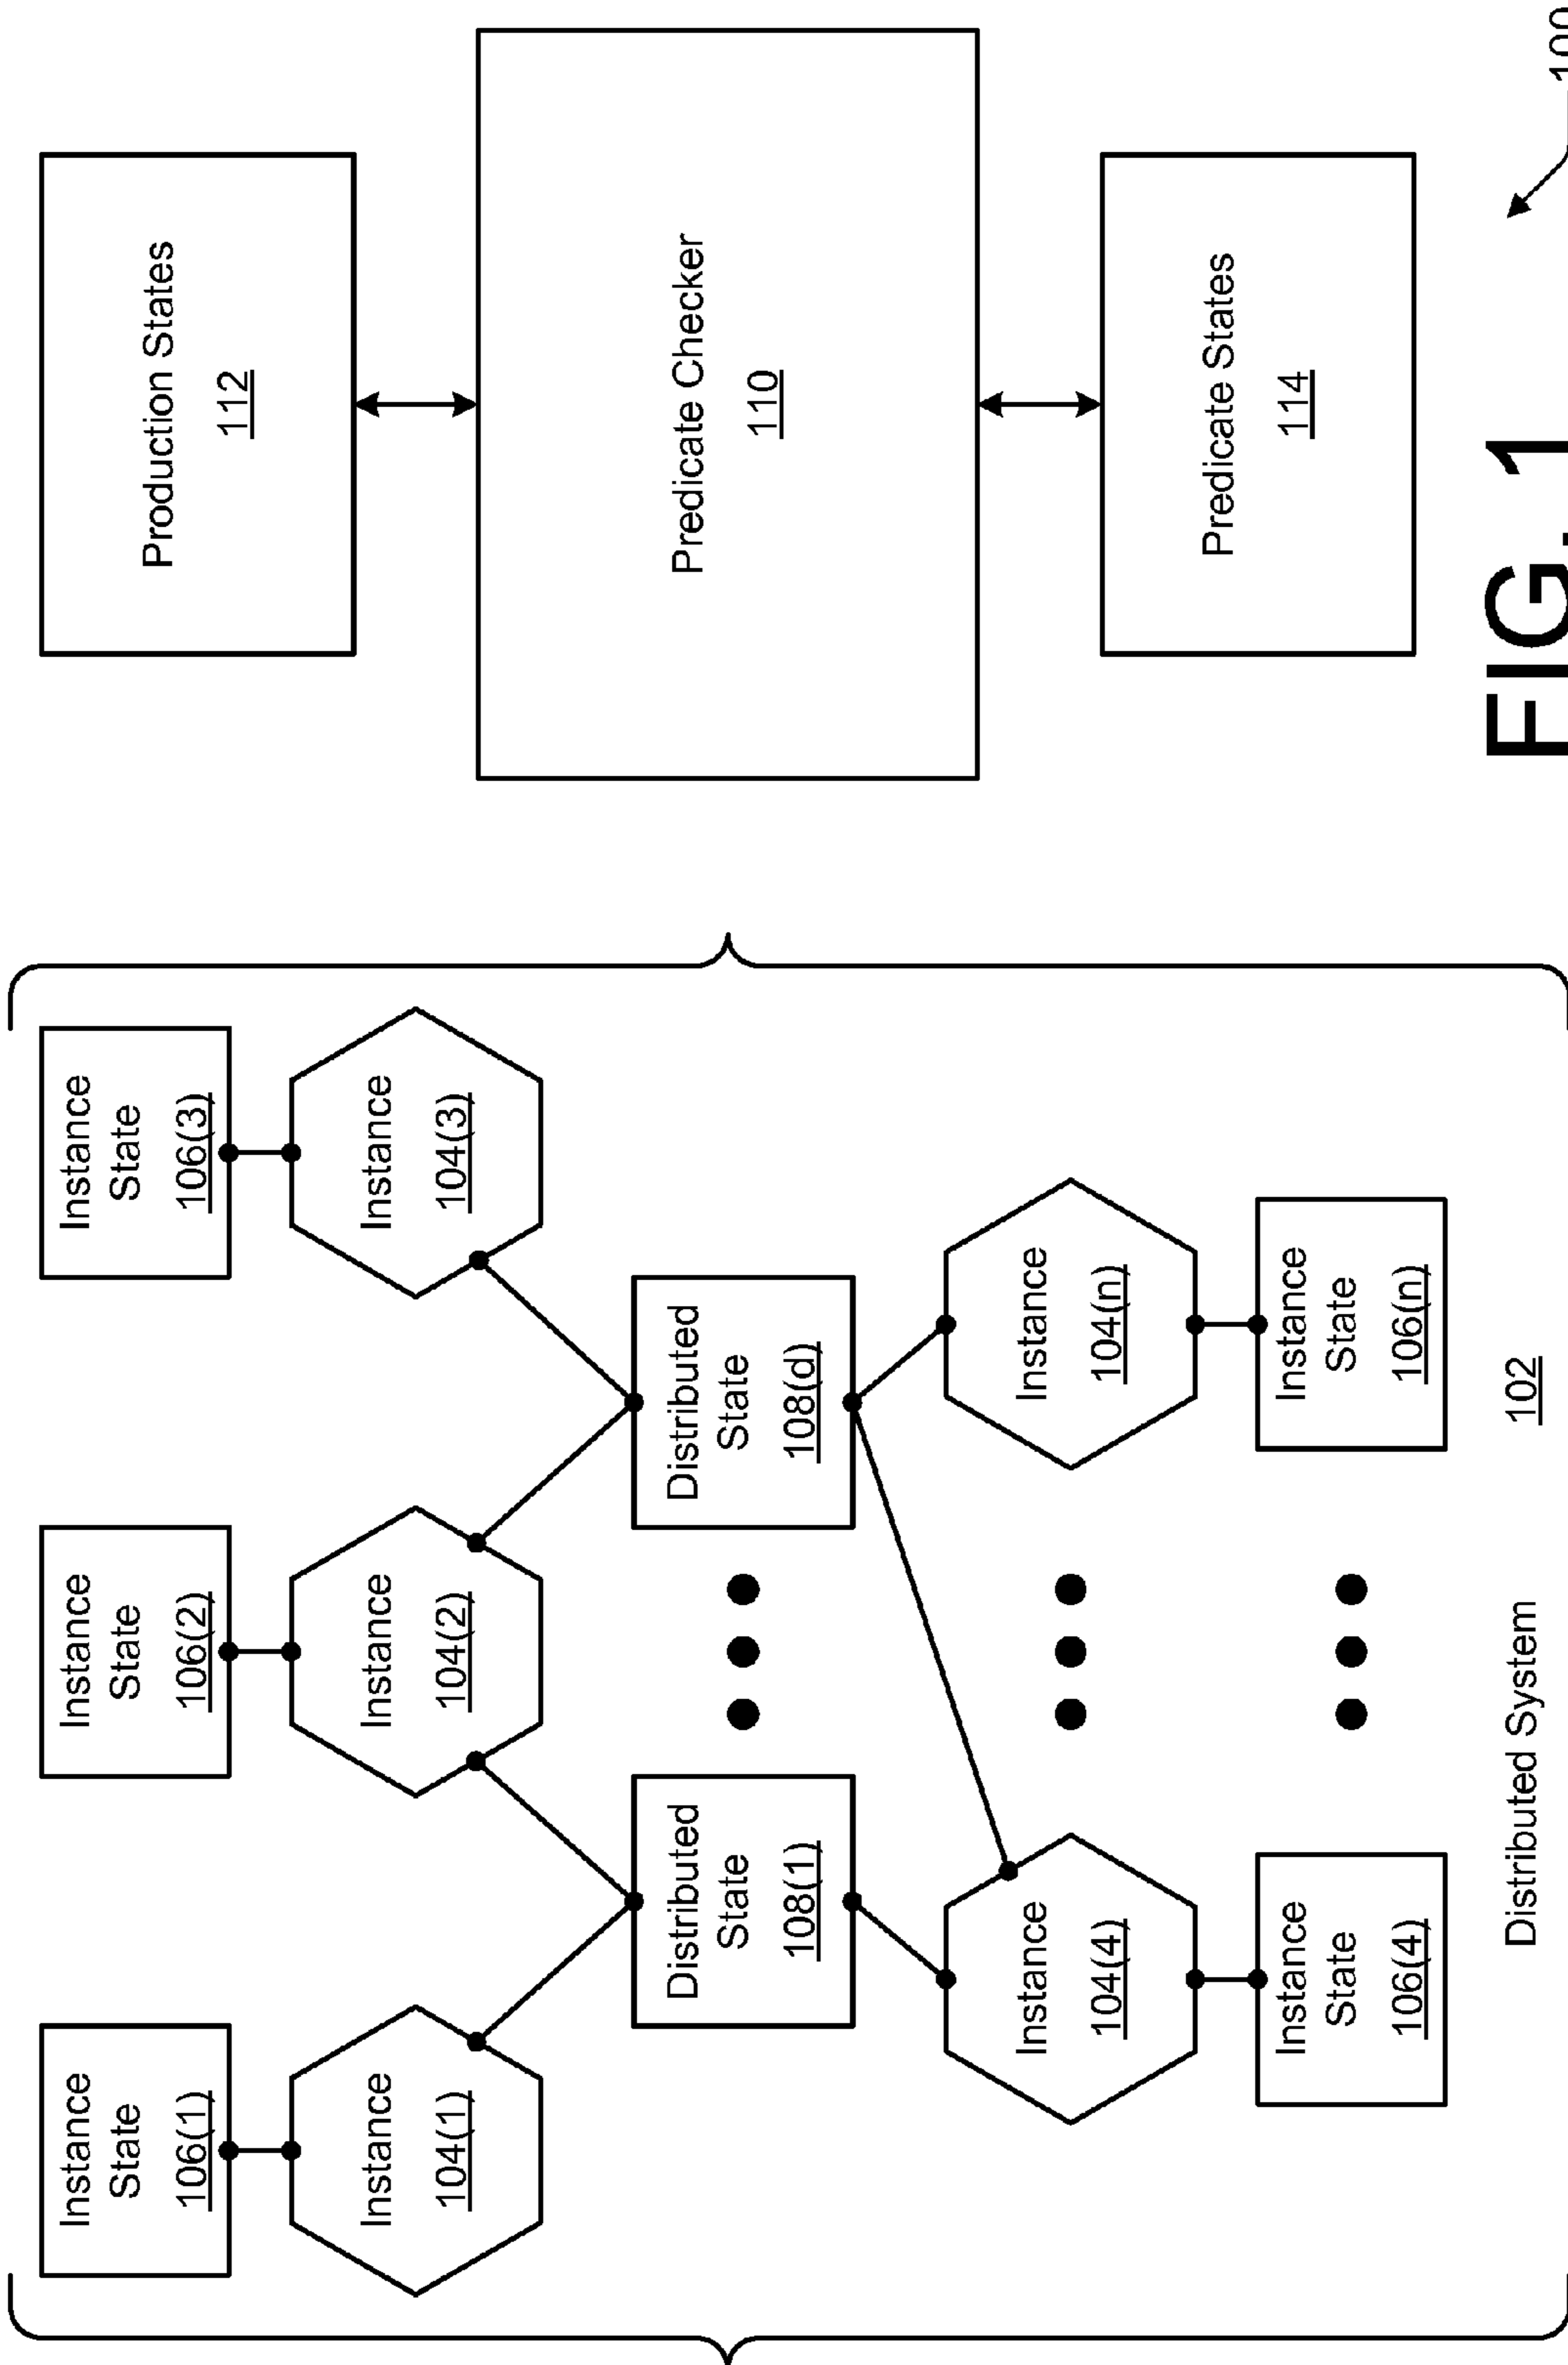 Instance
State
106(1)
Instance
State
106(2)
Instance
State
106(3)
Instance
104(1)
Instance
104(2)
Instance
104(3)
Distributed
State
108(1)
Distributed
State
108(d)
Instance
104(4)
Instance
104(n)
Instance
State
106(4)
Instance
State
106(n)
Distributed System
102
Production States
112
Predicate Checker
110
Predicate States
114
FIG. 1
100